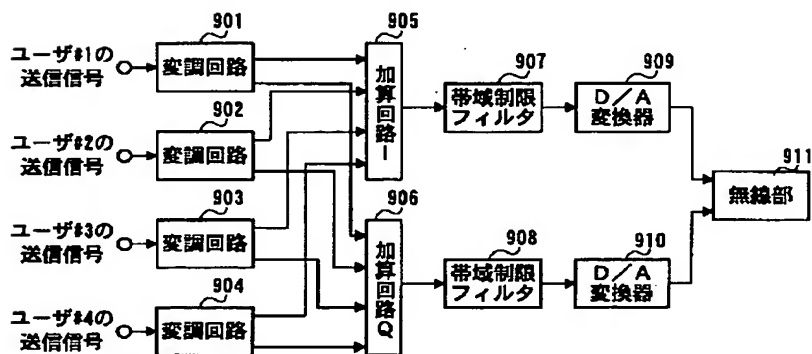 901
905
ユーザ#1の
送信信号
変調回路
加算回路I
907
帯域制限
フィルタ
909
D/A
変換器
902
ユーザ#2の
送信信号
変調回路
911
無線部
903
ユーザ#3の
送信信号
変調回路
906
加算回路Q
908
帯域制限
フィルタ
910
D/A
変換器
904
ユーザ#4の
送信信号
変調回路